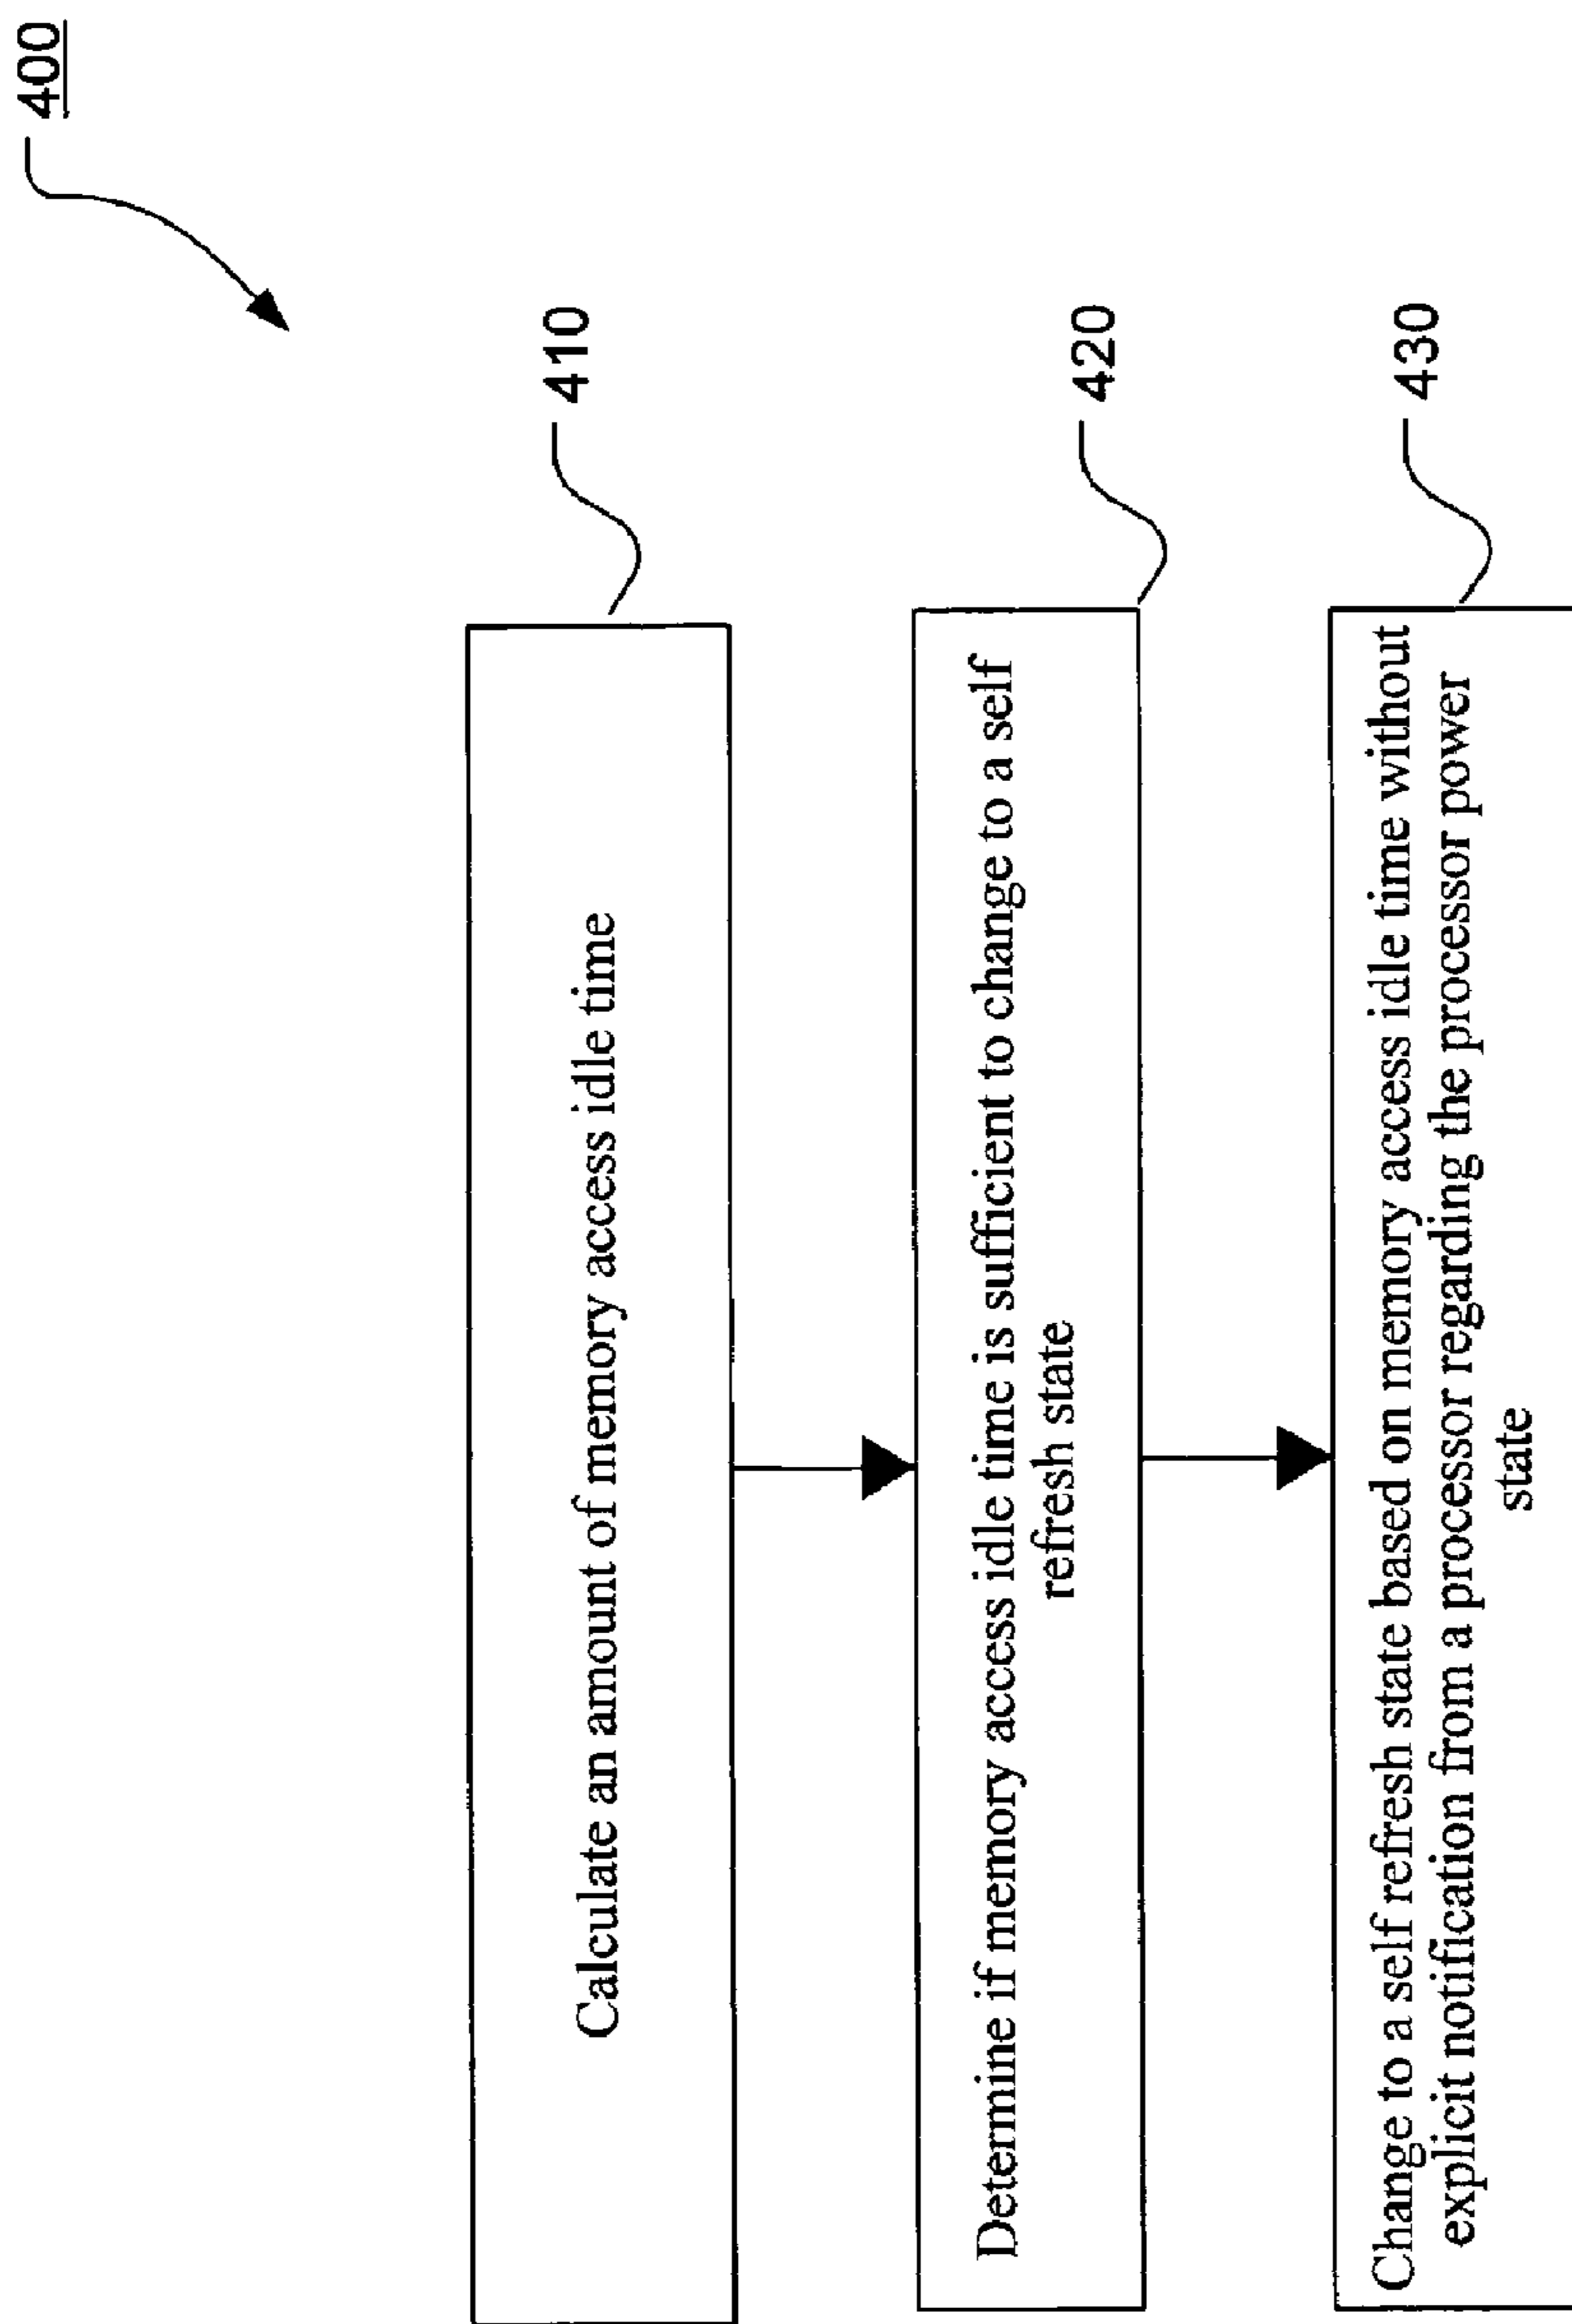 400
410
Calculate an amount of memory access idle time
420
Determine if memory access idle time is sufficient to change to a self
refresh state
430
Change to a self refresh state based on memory access idle time without
explicit notification from a processor regarding the processor power
state